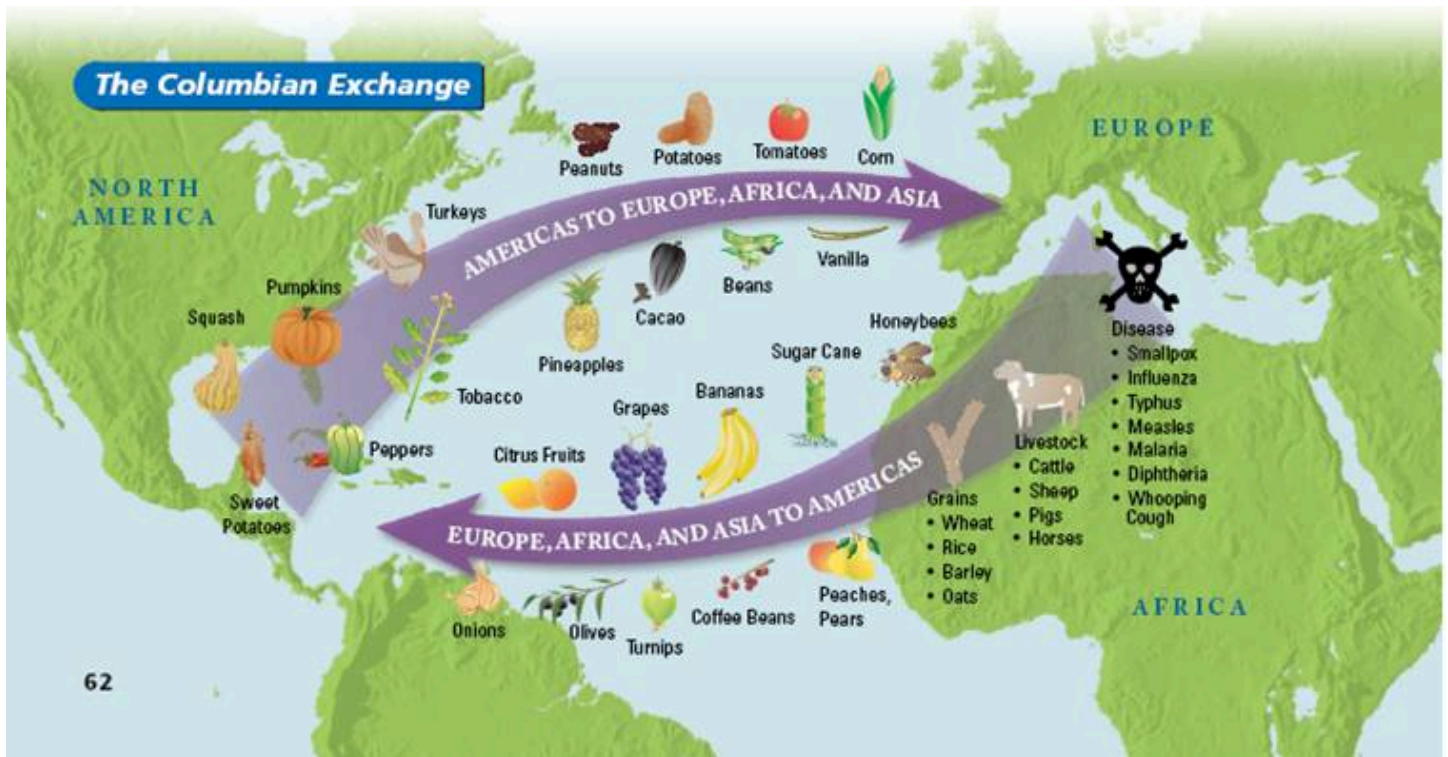 The Columbian Exchange
NORTH
AMERICA
EUROPE
AFRICA
Peanuts
Potatoes
Tomatoes
Corn
AMERICAS TO EUROPE, AFRICA, AND ASIA
Turkeys
Pumpkins
Squash
Tobacco
Peppers
Sweet
Potatoes
Pineapples
Cacao
Beans
Vanilla
Honeybees
Sugar Cane
Bananas
Grapes
Citrus Fruits
EUROPE, AFRICA, AND ASIA TO AMERICAS
Onions
Olives
Turnips
Coffee Beans
Peaches,
Pears
Grains
• Wheat
• Rice
• Barley
• Oats
Livestock
• Cattle
• Sheep
• Pigs
• Horses
Disease
• Smallpox
• Influenza
• Typhus
• Measles
• Malaria
• Diphtheria
• Whooping
Cough
62